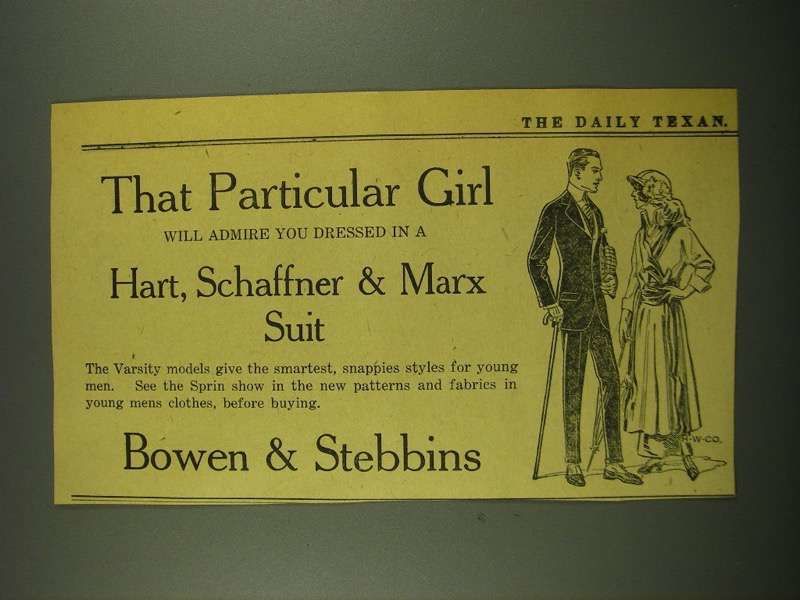 THE DAILY TEXAN.
That Particular Girl
WILL ADMIRE YOU DRESSED IN A
Hart, Schaffner & Marx
Suit
The Varsity models give the smartest, snappies styles for young
men. See the Sprin show in the new patterns and fabrics in
young mens clothes, before buying.
-W-CO.
Bowen & Stebbins